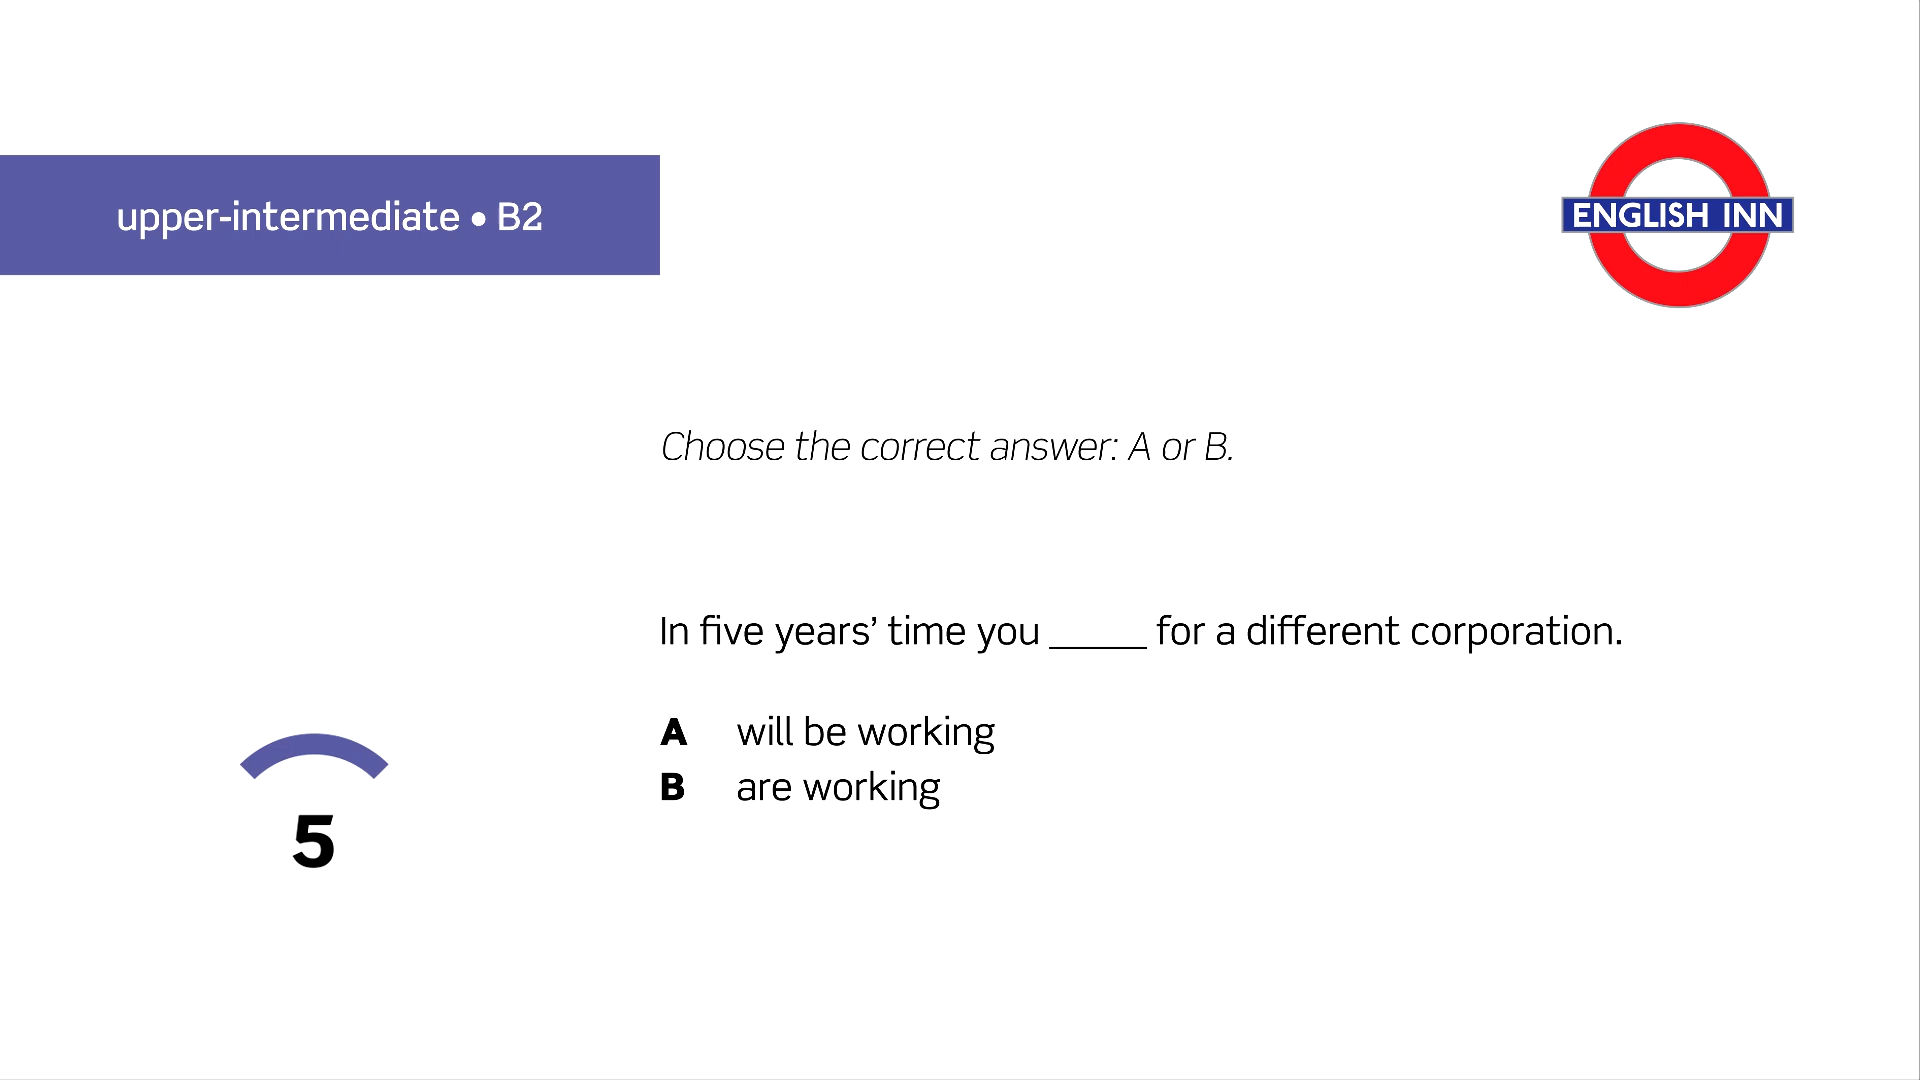 upper-intermediate • B2
ENGLISH INN
Choose the correct answer: A or B.
In five years’ time you _____ for a different corporation.
A will be working
B are working
5